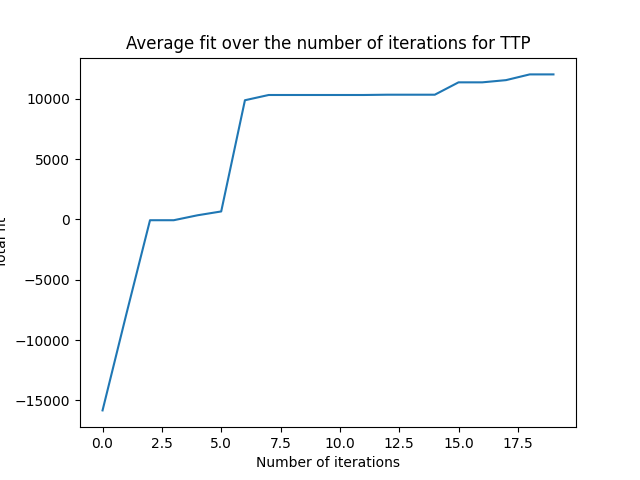 Average fit over the number of iterations for TTP
10000
5000
0
−5000
−10000
−15000
fit
0.0 2.5 5.0 7.5 10.0 12.5 15.0 17.5
Number of iterations